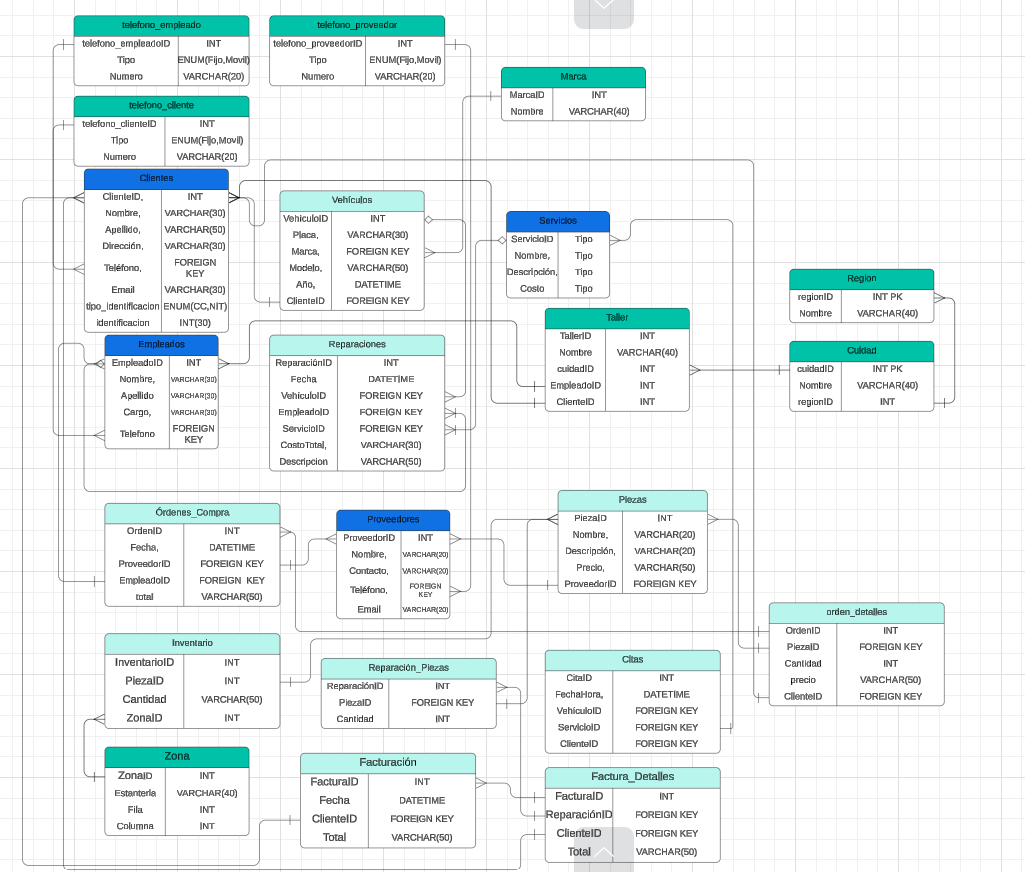 telefono_empleado
telefono_empleadoID INT
Tipo ENUM(Fijo,Movil)
Numero VARCHAR(20)
telefono_proveedor
telefono_proveedorID INT
Tipo ENUM(Fijo,Movil)
Numero VARCHAR(20)
Marca
MarcaID INT
Nombre VARCHAR(40)
telefono_cliente
telefono_clienteID INT
Tipo ENUM(Fijo,Movil)
Numero VARCHAR(20)
Clientes
ClienteID, INT
Nombre, VARCHAR(30)
Apellido, VARCHAR(50)
Dirección, VARCHAR(30)
Teléfono, FOREIGN KEY
Email VARCHAR(30)
tipo_identificacion ENUM(CC,NIT)
identificacion INT(30)
Vehículos
VehiculoID INT
Placa, VARCHAR(30)
Marca, FOREIGN KEY
Modelo, VARCHAR(50)
Año, DATETIME
ClienteID FOREIGN KEY
Servicios
ServicioID Tipo
Nombre, Tipo
Descripción, Tipo
Costo Tipo
Region
regionID INT PK
Nombre VARCHAR(40)
Taller
TallerID INT
Nombre VARCHAR(40)
cuidadID INT
EmpleadoID INT
ClienteID INT
Cuidad
cuidadID INT PK
Nombre VARCHAR(40)
regionID INT
Empleados
EmpleadoID INT
Nombre, VARCHAR(30)
Apellido VARCHAR(30)
Cargo, VARCHAR(30)
Telefono FOREIGN KEY
Reparaciones
ReparaciónID INT
Fecha DATETIME
VehículoID FOREIGN KEY
EmpleadoID FOREIGN KEY
ServicioID FOREIGN KEY
CostoTotal, VARCHAR(30)
Descripcion VARCHAR(50)
Órdenes_Compra
OrdenID INT
Fecha, DATETIME
ProveedorID FOREIGN KEY
EmpleadoID FOREIGN KEY
total VARCHAR(50)
Proveedores
ProveedorID INT
Nombre, VARCHAR(20)
Contacto, VARCHAR(20)
Teléfono, FOREIGN KEY
Email VARCHAR(20)
Piezas
PiezaID INT
Nombre, VARCHAR(20)
Descripción, VARCHAR(20)
Precio, VARCHAR(50)
ProveedorID FOREIGN KEY
orden_detalles
OrdenID INT
PiezaID FOREIGN KEY
Cantidad INT
precio VARCHAR(50)
ClienteID FOREIGN KEY
Inventario
InventarioID INT
PiezaID INT
Cantidad VARCHAR(50)
ZonaID INT
Reparación_Piezas
ReparaciónID INT
PiezaID FOREIGN KEY
Cantidad INT
Citas
CitaID INT
FechaHora, DATETIME
VehículoID FOREIGN KEY
ServicioID FOREIGN KEY
ClienteID FOREIGN KEY
Zona
ZonaID INT
Estanteria VARCHAR(40)
Fila INT
Columna INT
Facturación
FacturaID INT
Fecha DATETIME
ClienteID FOREIGN KEY
Total VARCHAR(50)
Factura_Detalles
FacturaID INT
ReparaciónID FOREIGN KEY
ClienteID FOREIGN KEY
Total VARCHAR(50)